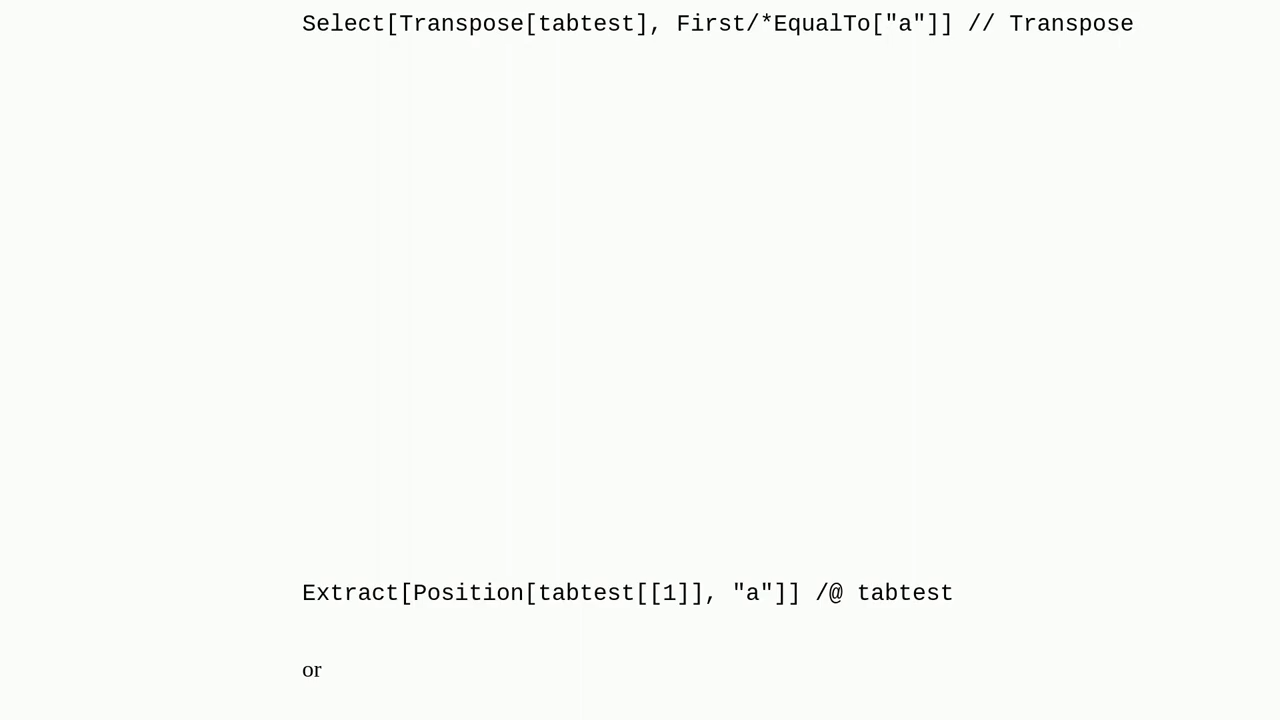 Select[Transpose[tabtest], First/*EqualTo["a"]] // Transpose
Extract[Position[tabtest[[1]], "a"]] /@ tabtest
or